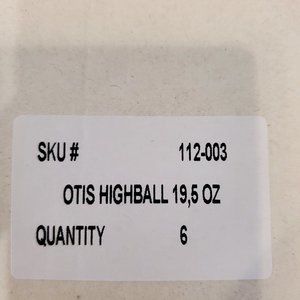 SKU # 112-003
OTIS HIGHBALL 19,5 OZ
QUANTITY 6